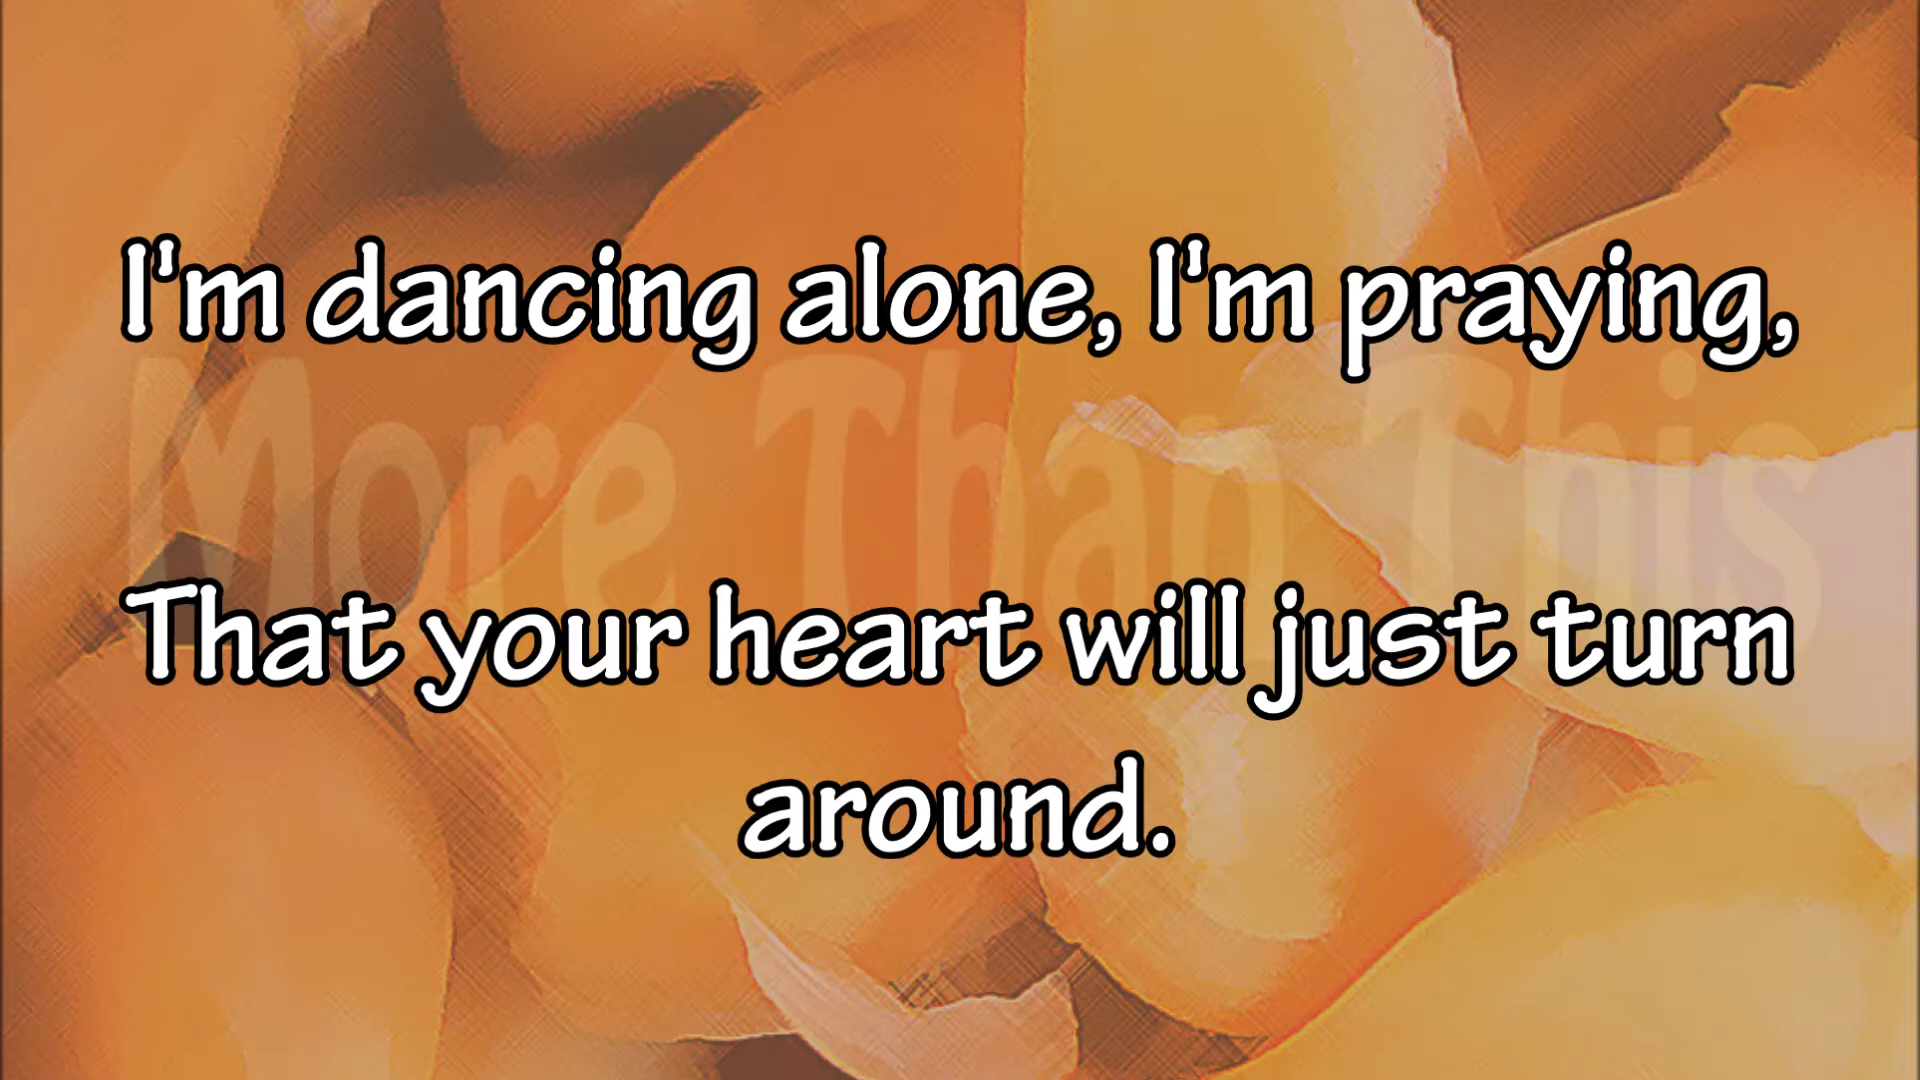 I'm dancing alone, I'm praying,
More Than This
That your heart will just turn
around.